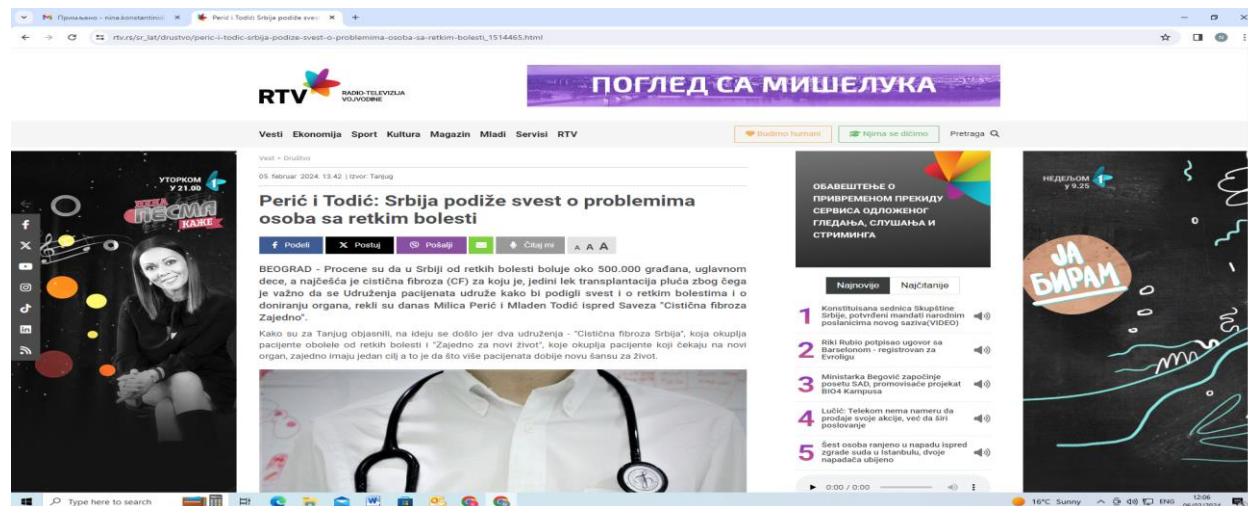 Примљено - nina.konstantinic
Perić i Todić: Srbija podiže svest
rtv.rs/sr_lat/drustvo/peric-i-todic-srbija-podize-svest-o-problemima-osoba-sa-retkim-bolesti_1514465.html
RTV
RADIO-TELEVIZIJA
VOJVODINE
ПОГЛЕД СА МИШЕЛУКА
Vesti Ekonomija Sport Kultura Magazin Mladi Servisi RTV
Budimo humani
Njima se dičimo
Pretraga
Vesti > Društvo
05. februar 2024. 13.42 | Izvor: Tanjug
Perić i Todić: Srbija podiže svest o problemima
osoba sa retkim bolesti
Podeli
Postuj
Pošalji
Čitaj mi
A A A
BEOGRAD - Procene su da u Srbiji od retkih bolesti boluje oko 500.000 građana, uglavnom
dece, a najčešća je cistična fibroza (CF) za koju je, jedini lek transplantacija pluća zbog čega
je važno da se Udruženja pacijenata udruže kako bi podigli svest i o retkim bolestima i o
doniranju organa, rekli su danas Milica Perić i Mladen Todić ispred Saveza "Cistična fibroza
Zajedno".
Kako su za Tanjug objasnili, na ideju se došlo jer dva udruženja - "Cistična fibroza Srbija", koja okuplja
pacijente obolele od retkih bolesti i "Zajedno za novi život", koje okuplja pacijente koji čekaju na novi
organ, zajedno imaju jedan cilj a to je da što više pacijenata dobije novu šansu za život.
УТОРКОМ
У 21.00
ПЕСМА
КАЖЕ
ОБАВЕШТЕЊЕ О
ПРИВРЕМЕНОМ ПРЕКИДУ
СЕРВИСА ОДЛОЖЕНОГ
ГЛЕДАЊА, СЛУШАЊА И
СТРИМИНГА
Najnovije
Najčitanije
1 Konstituisana sednica Skupštine
Srbije, potvrđeni mandati narodnim
poslanicima novog saziva(VIDEO)
2 Riki Rubio potpisao ugovor sa
Barselonom - registrovan za
Evroligu
3 Ministarka Begović započinje
posetu SAD, promovisaće projekat
BIO4 Kampusa
4 Lučić: Telekom nema nameru da
prodaje svoje akcije, već da širi
poslovanje
5 Šest osoba ranjeno u napadu ispred
zgrade suda u Istanbulu, dvoje
napadača ubijeno
0:00 / 0:00
НЕДЕЉОМ
у 9.25
ЈА
БИРАМ
Type here to search
16°C Sunny
ENG
12:06
06/02/2024